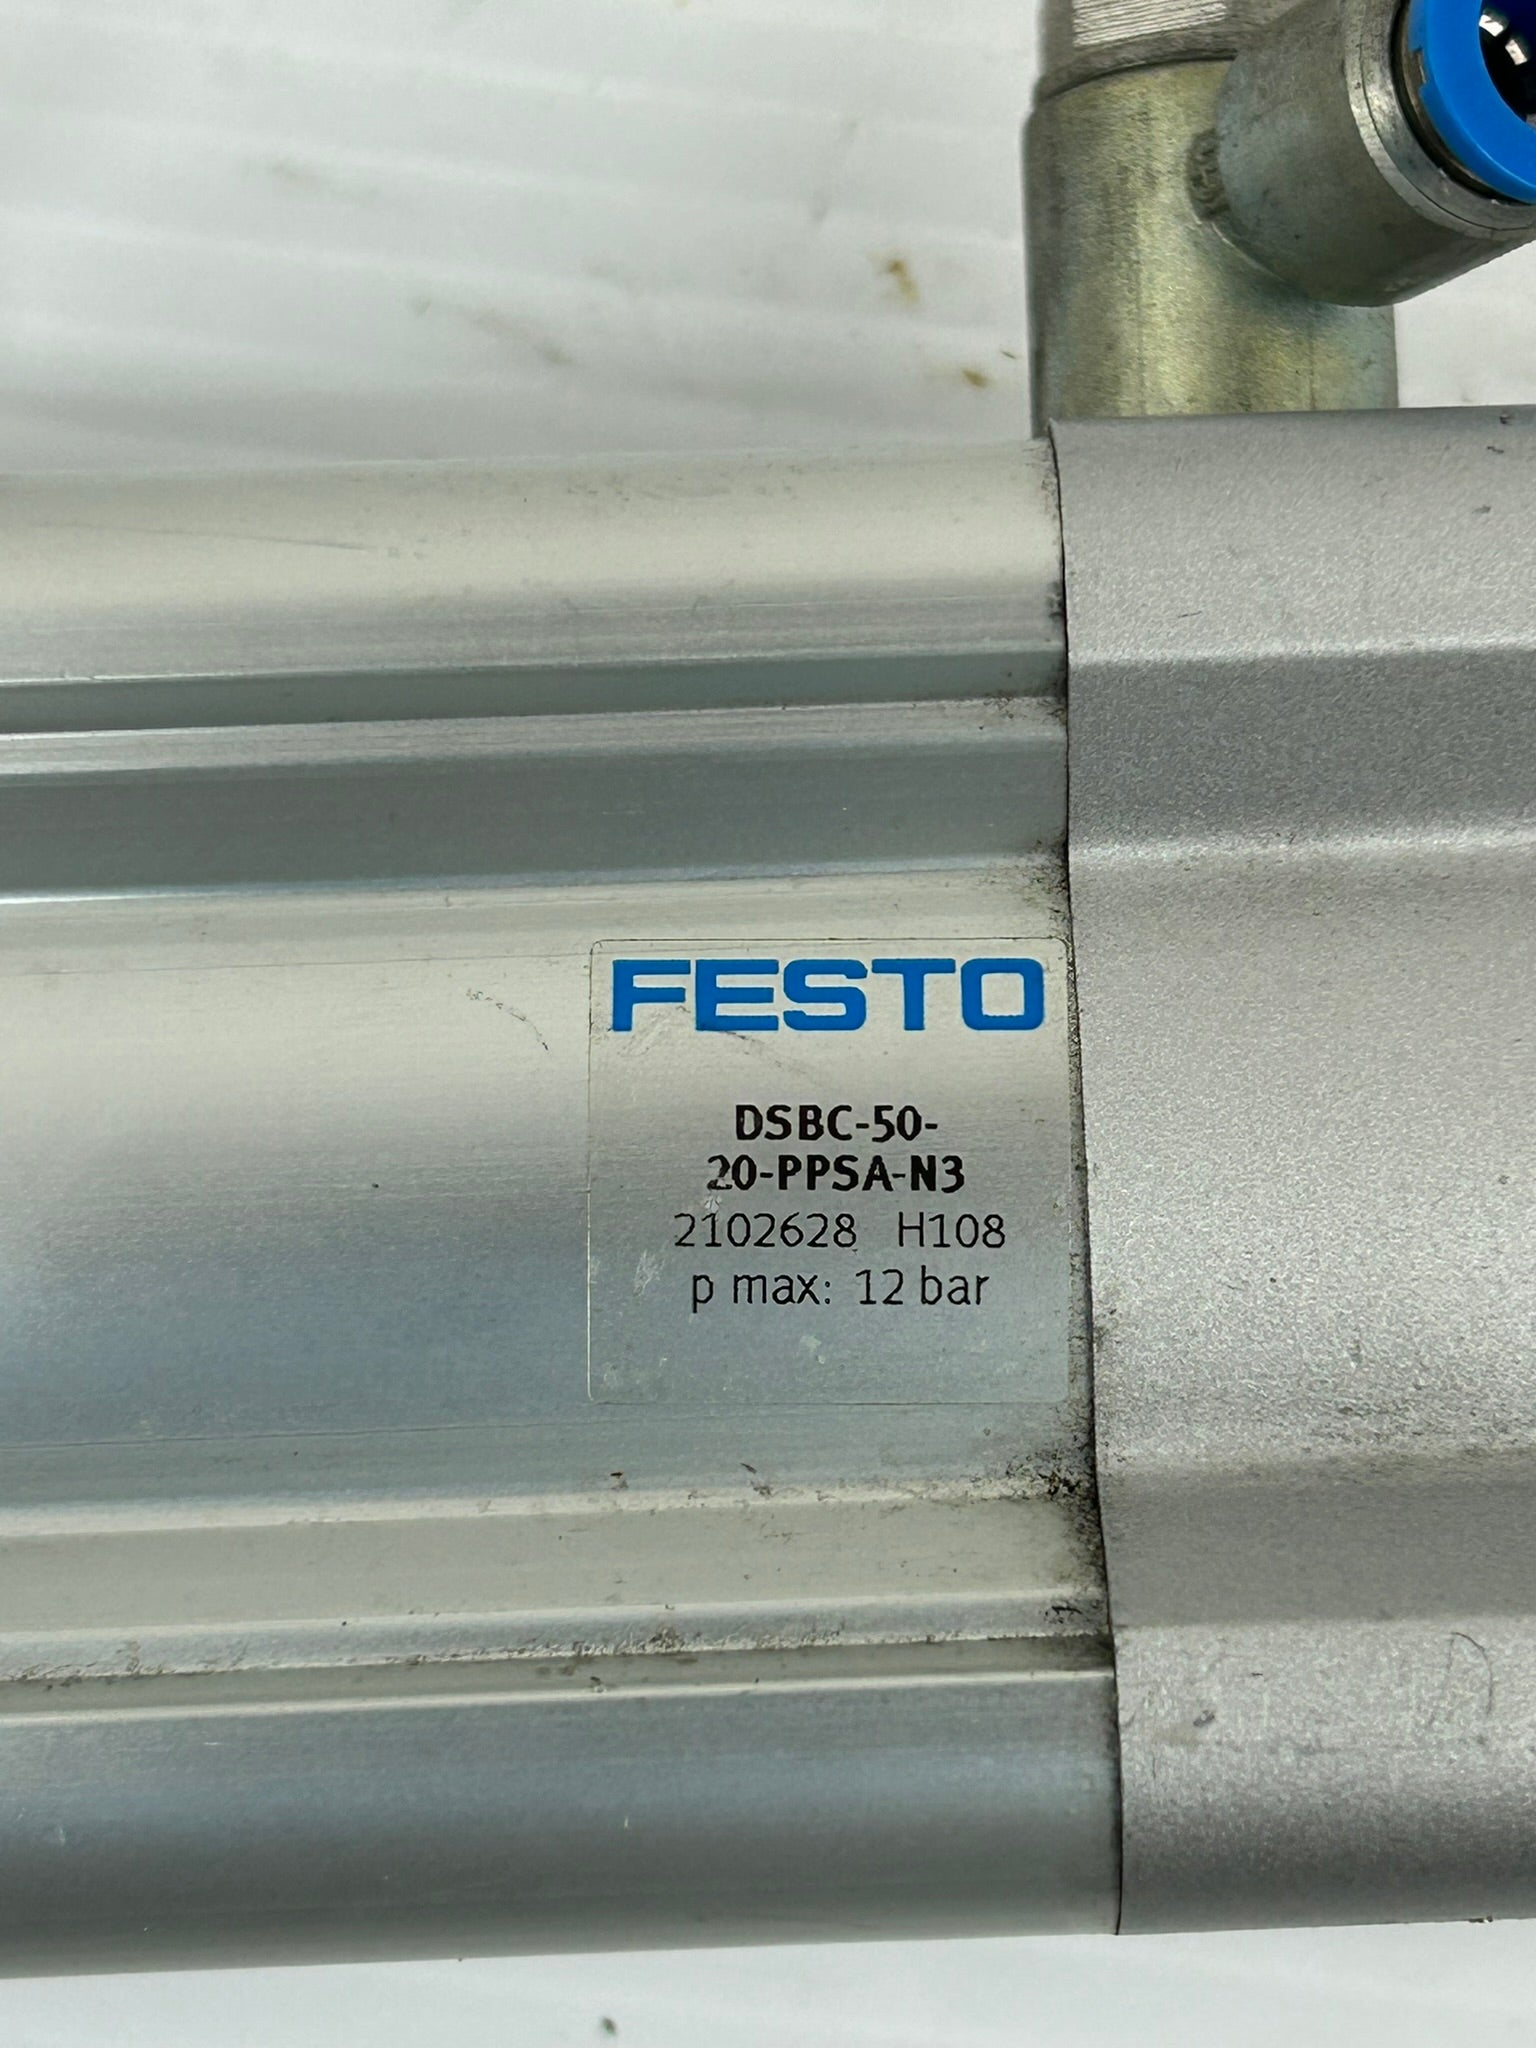 FESTO
DSBC-50-
20-PPSA-N3
2102628 H108
p max: 12 bar